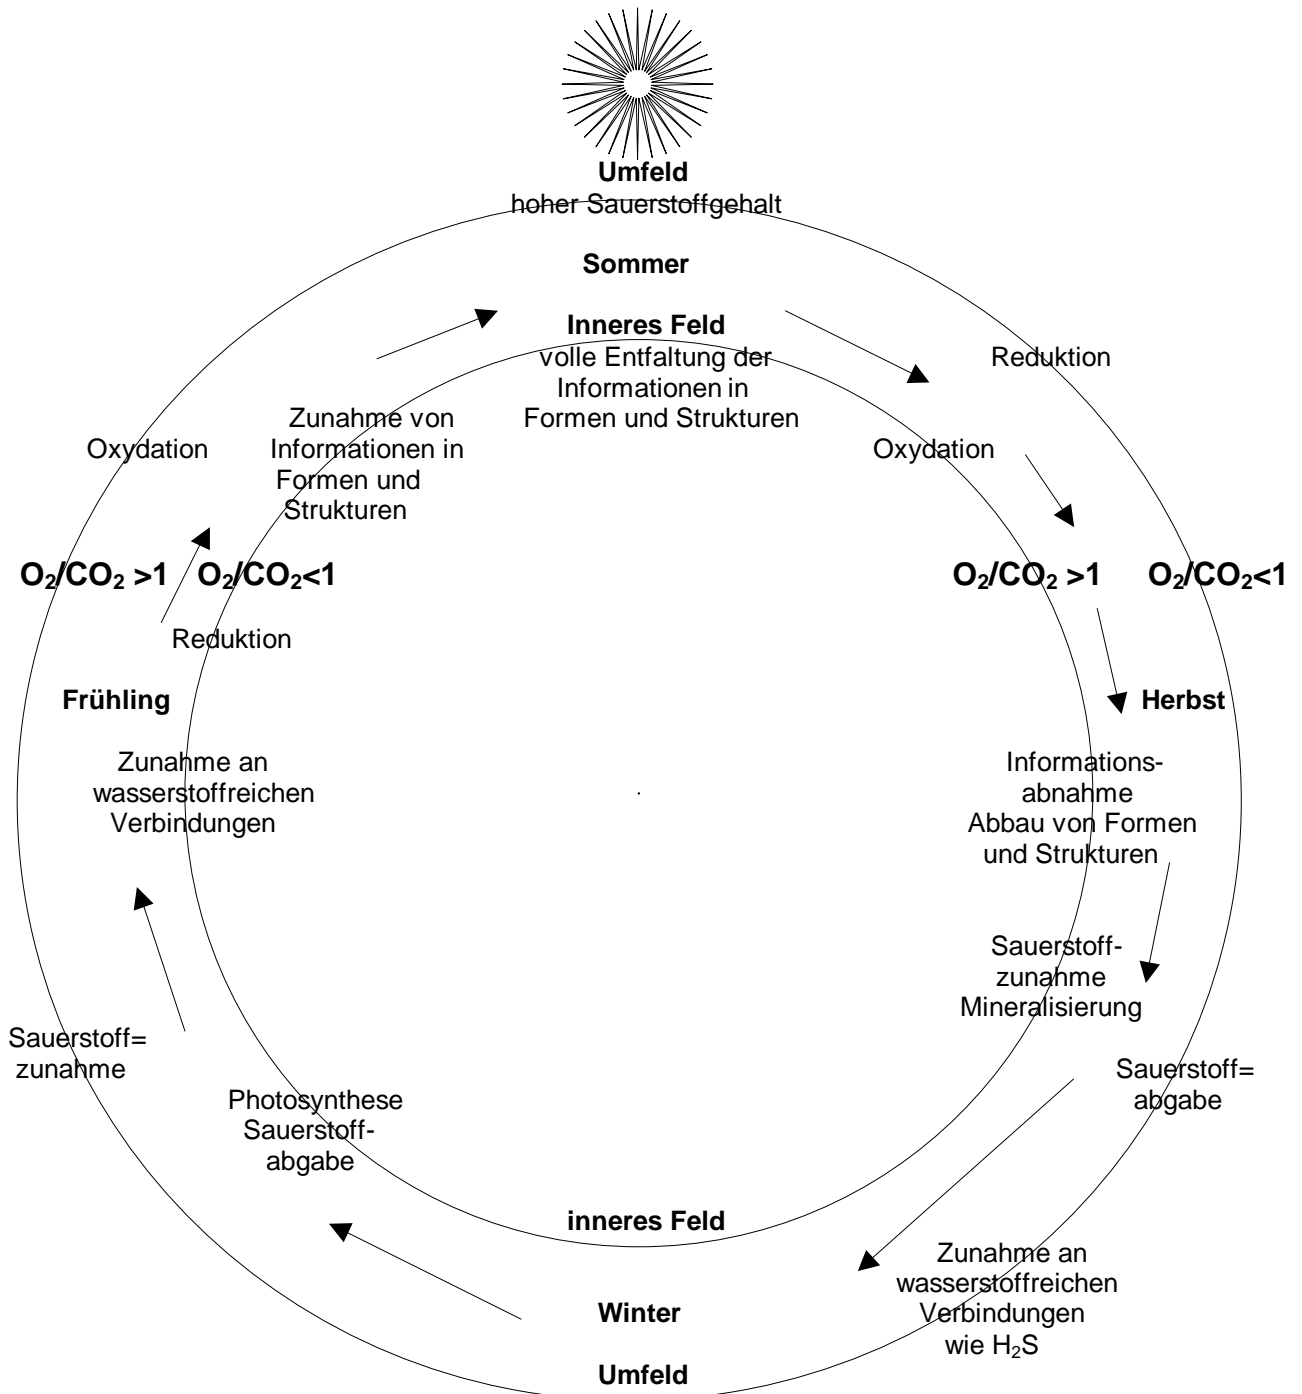 Umfeld
hoher Sauerstoffgehalt
Sommer
Inneres Feld
volle Entfaltung der
Informationen in
Formen und Strukturen
Reduktion
Oxydation
Zunahme von
Informationen in
Formen und
Strukturen
Oxydation
O₂/CO₂ >1
O₂/CO₂<1
O₂/CO₂ >1
O₂/CO₂<1
Reduktion
Frühling
Herbst
Zunahme an
wasserstoffreichen
Verbindungen
Informations-
abnahme
Abbau von Formen
und Strukturen
Sauerstoff-
zunahme
Mineralisierung
Sauerstoff=
zunahme
Sauerstoff=
abgabe
Photosynthese
Sauerstoff-
abgabe
inneres Feld
Zunahme an
wasserstoffreichen
Verbindungen
wie H₂S
Winter
Umfeld